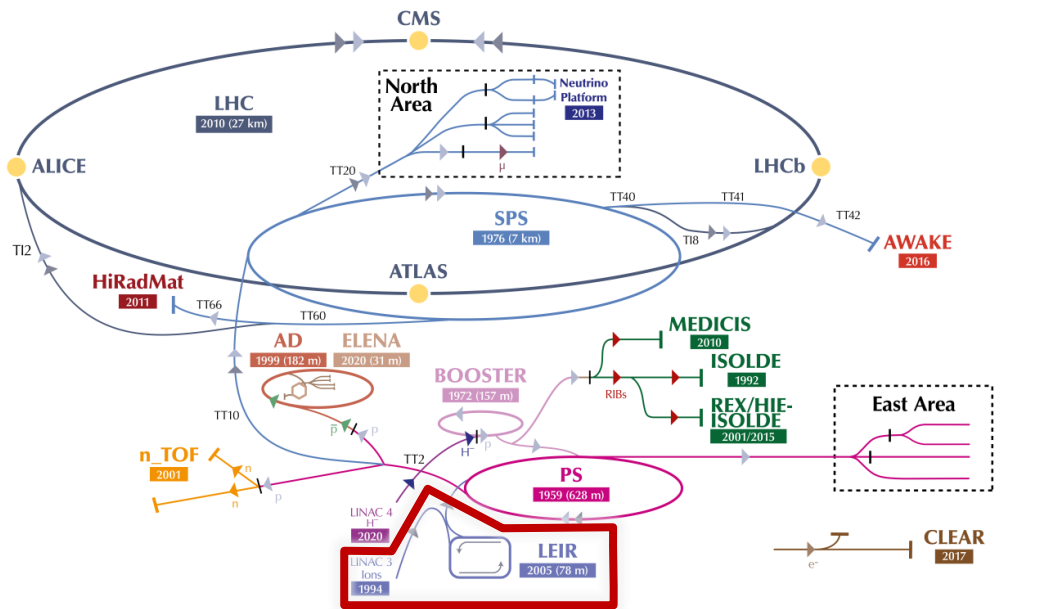 CMS
North
Area
Neutrino
Platform
2013
LHC
2010 (27 km)
μ
ALICE
LHCb
TT20
TT40
TT41
TT42
SPS
1976 (7 km)
TI8
TI2
AWAKE
2016
HiRadMat
2011
ATLAS
TT66
TT60
MEDICIS
2010
AD
1999 (182 m)
ELENA
2020 (31 m)
ISOLDE
1992
BOOSTER
1972 (157 m)
RIBs
REX/HIE-
ISOLDE
2001/2015
East Area
TT10
p̅
p
H⁻
p
n_TOF
2001
n
n
p
TT2
PS
1959 (628 m)
LINAC 4
H⁻
2020
LEIR
2005 (78 m)
LINAC 3
Ions
1994
CLEAR
2017
e⁻